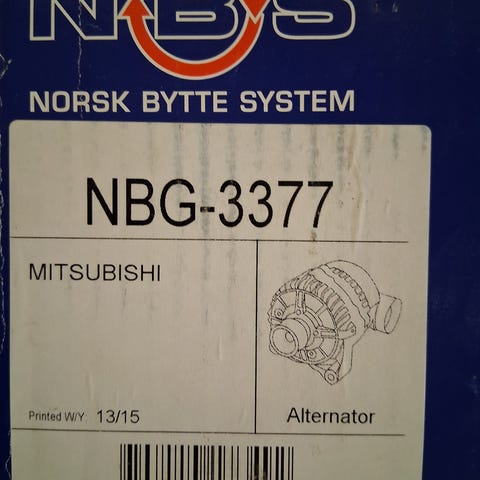 NBS
NORSK BYTTE SYSTEM
NBG-3377
MITSUBISHI
Printed W/Y: 13/15
Alternator